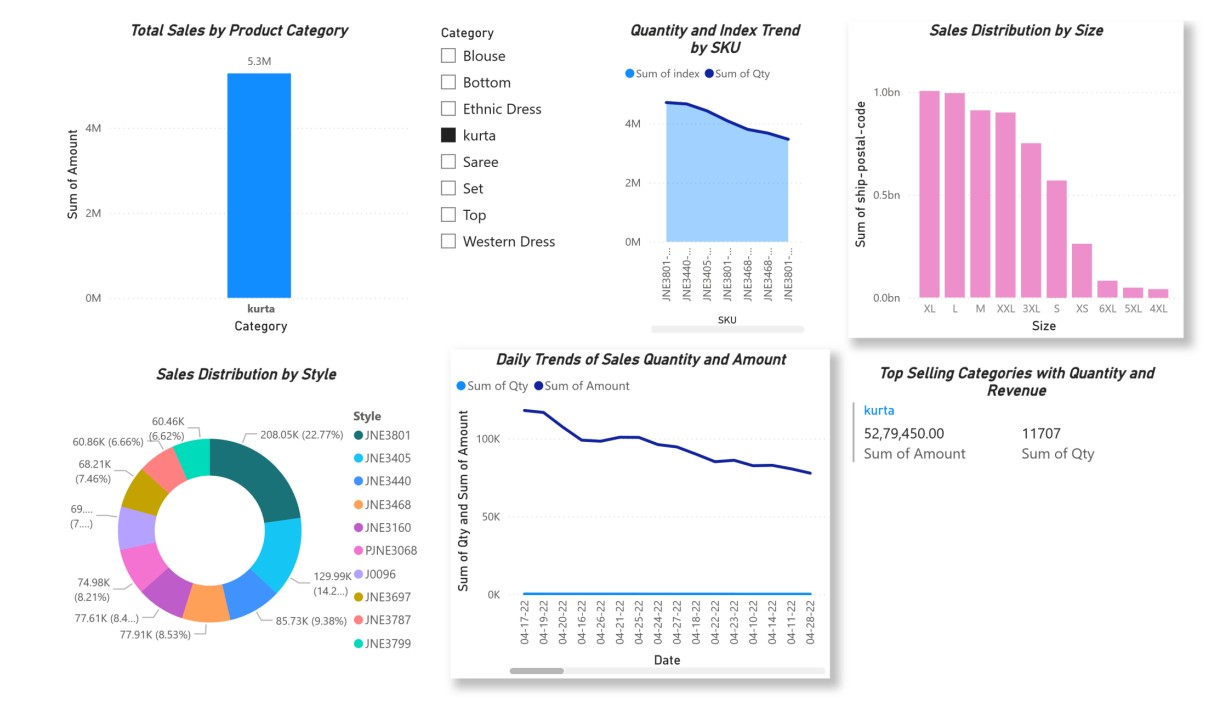 Total Sales by Product Category
5.3M
4M
2M
0M
Sum of Amount
kurta
Category
Category
Blouse
Bottom
Ethnic Dress
kurta
Saree
Set
Top
Western Dress
Quantity and Index Trend
by SKU
Sum of index Sum of Qty
4M
2M
0M
JNE3801-...
JNE3440-...
JNE3405-...
JNE3801-...
JNE3468-...
JNE3468-...
JNE3801-...
SKU
Sales Distribution by Size
Sum of ship-postal-code
1.0bn
0.5bn
0.0bn
XL L M XXL 3XL S XS 6XL 5XL 4XL
Size
Sales Distribution by Style
208.05K (22.77%)
129.99K
(14.2...)
85.73K (9.38%)
77.91K (8.53%)
77.61K (8.4...)
74.98K
(8.21%)
69....
(7....)
68.21K
(7.46%)
60.86K (6.66%)
60.46K
(6.62%)
Style
JNE3801
JNE3405
JNE3440
JNE3468
JNE3160
PJNE3068
J0096
JNE3697
JNE3787
JNE3799
Daily Trends of Sales Quantity and Amount
Sum of Qty Sum of Amount
Sum of Qty and Sum of Amount
100K
50K
0K
04-17-22
04-19-22
04-20-22
04-16-22
04-26-22
04-21-22
04-25-22
04-24-22
04-27-22
04-18-22
04-22-22
04-23-22
04-10-22
04-14-22
04-11-22
04-28-22
Date
Top Selling Categories with Quantity and
Revenue
kurta
52,79,450.00 11707
Sum of Amount Sum of Qty